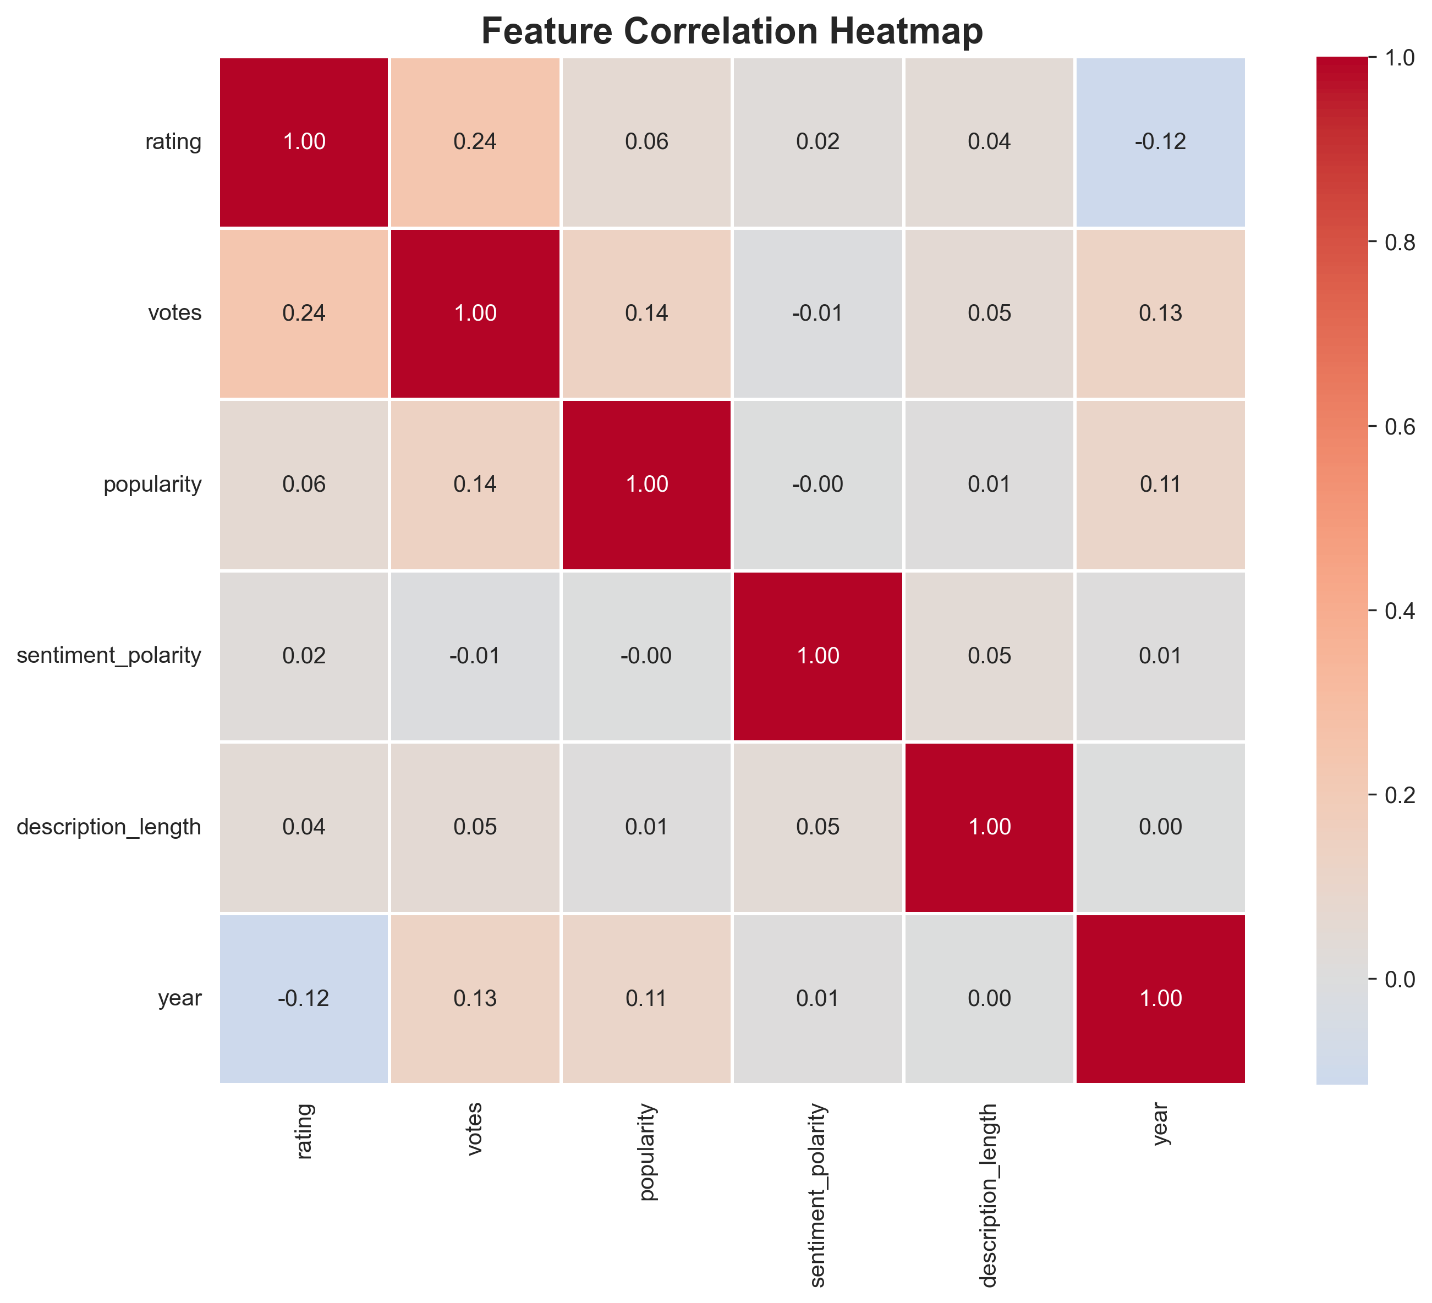 Feature Correlation Heatmap
rating 1.00 0.24 0.06 0.02 0.04 -0.12
votes 0.24 1.00 0.14 -0.01 0.05 0.13
popularity 0.06 0.14 1.00 -0.00 0.01 0.11
sentiment_polarity 0.02 -0.01 -0.00 1.00 0.05 0.01
description_length 0.04 0.05 0.01 0.05 1.00 0.00
year -0.12 0.13 0.11 0.01 0.00 1.00
rating
votes
popularity
sentiment_polarity
description_length
year
1.0
0.8
0.6
0.4
0.2
0.0